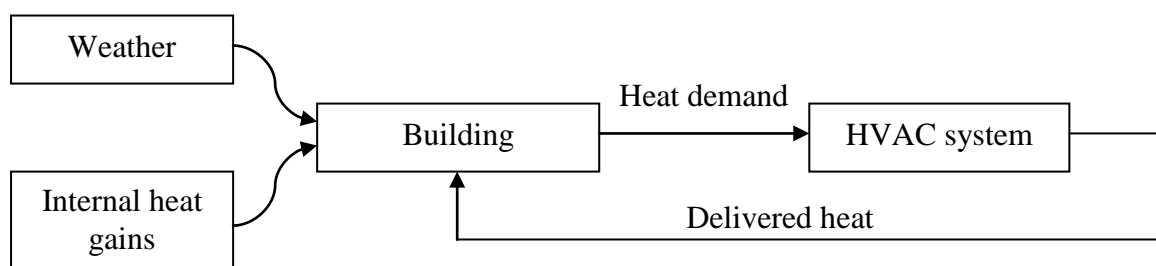 Weather
Heat demand
Building
HVAC system
Internal heat
gains
Delivered heat